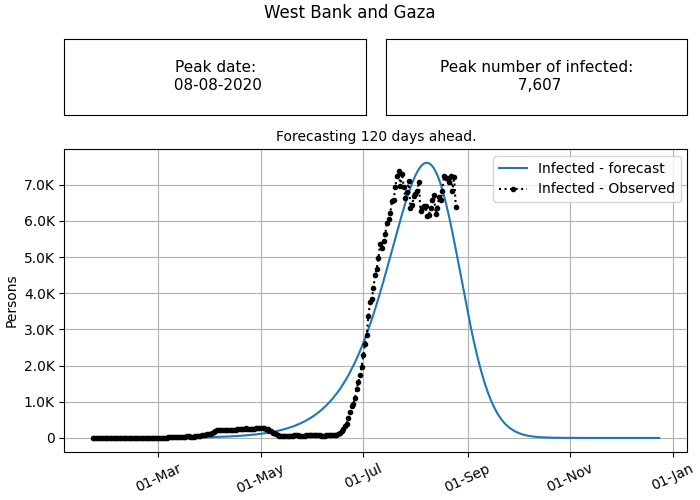 West Bank and Gaza
Peak date:
08-08-2020
Peak number of infected:
7,607
Forecasting 120 days ahead.
Infected - forecast
Infected - Observed
7.0K
6.0K
5.0K
4.0K
3.0K
2.0K
1.0K
0
Persons
01-Mar
01-May
01-Jul
01-Sep
01-Nov
01-Jan